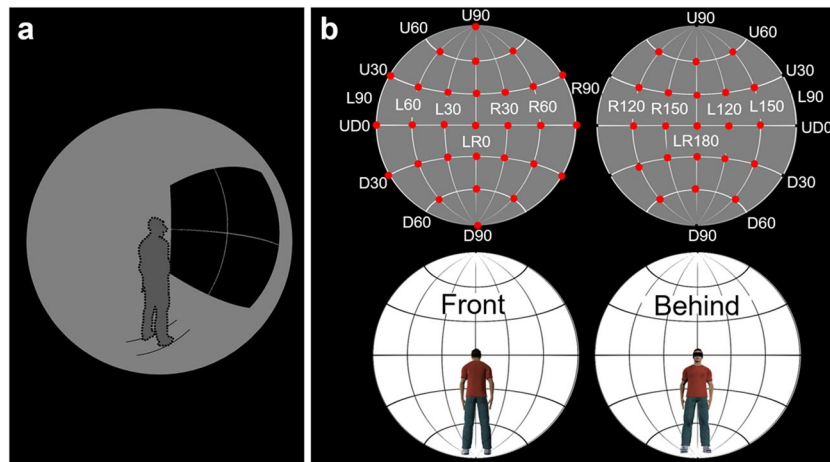 a
b
U90
U60
U30
L90
UD0
L60
L30
R30
R60
R90
LR0
D30
D60
D90
U90
U60
U30
L90
UD0
R120
R150
L120
L150
LR180
D30
D60
D90
Front
Behind